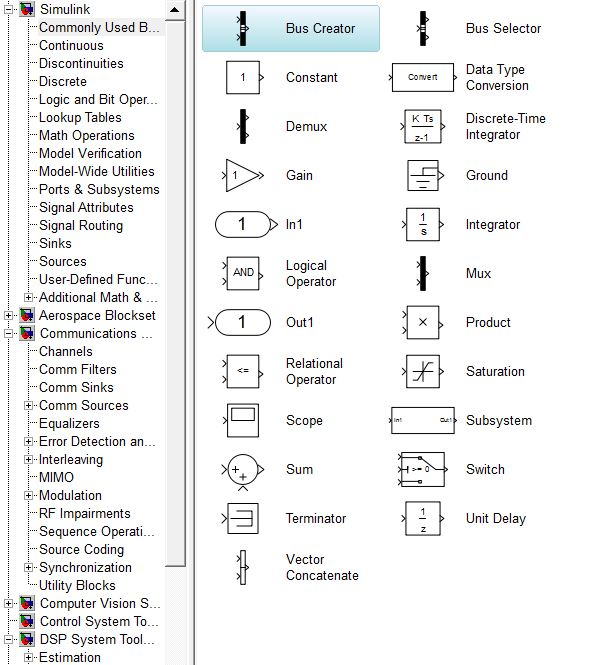 Simulink
Commonly Used B...
Continuous
Discontinuities
Discrete
Logic and Bit Oper...
Lookup Tables
Math Operations
Model Verification
Model-Wide Utilities
Ports & Subsystems
Signal Attributes
Signal Routing
Sinks
Sources
User-Defined Func...
Additional Math & ...
Aerospace Blockset
Communications ...
Channels
Comm Filters
Comm Sinks
Comm Sources
Equalizers
Error Detection an...
Interleaving
MIMO
Modulation
RF Impairments
Sequence Operati...
Source Coding
Synchronization
Utility Blocks
Computer Vision S...
Control System To...
DSP System Tool...
Estimation
Bus Creator
Bus Selector
1
Constant
Convert
Data Type
Conversion
Demux
K Ts
z-1
Discrete-Time
Integrator
1
Gain
Ground
1
In1
1
s
Integrator
AND
Logical
Operator
Mux
1
Out1
×
Product
<=
Relational
Operator
Saturation
Scope
In1
Out1
Subsystem
+
+
Sum
>= 0
Switch
Terminator
1
z
Unit Delay
Vector
Concatenate